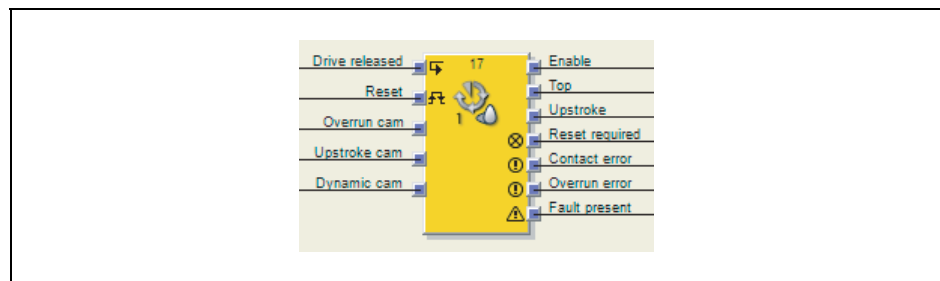 Drive released
17
Enable
Reset
Top
1
Upstroke
Overrun cam
Reset required
Upstroke cam
Contact error
Dynamic cam
Overrun error
Fault present